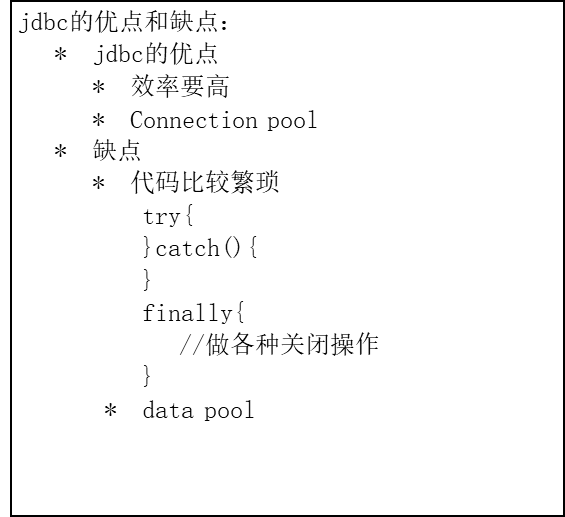 jdbc的优点和缺点：
* jdbc的优点
* 效率要高
* Connection pool
* 缺点
* 代码比较繁琐
try{
}catch(){
}
finally{
//做各种关闭操作
}
* data pool